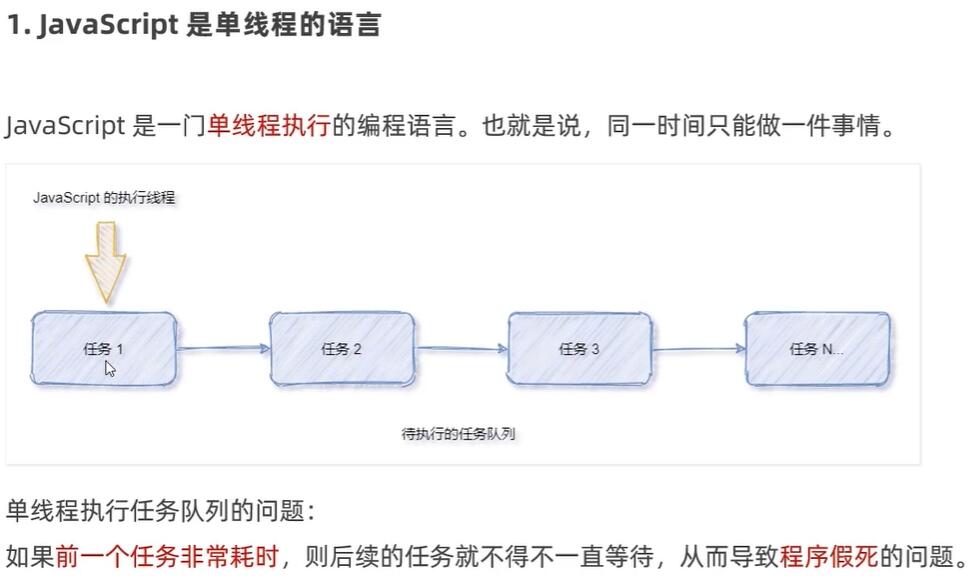 1. JavaScript 是单线程的语言
JavaScript 是一门单线程执行的编程语言。也就是说，同一时间只能做一件事情。
JavaScript 的执行线程
任务 1
任务 2
任务 3
任务 N...
待执行的任务队列
单线程执行任务队列的问题：
如果前一个任务非常耗时，则后续的任务就不得不一直等待，从而导致程序假死的问题。